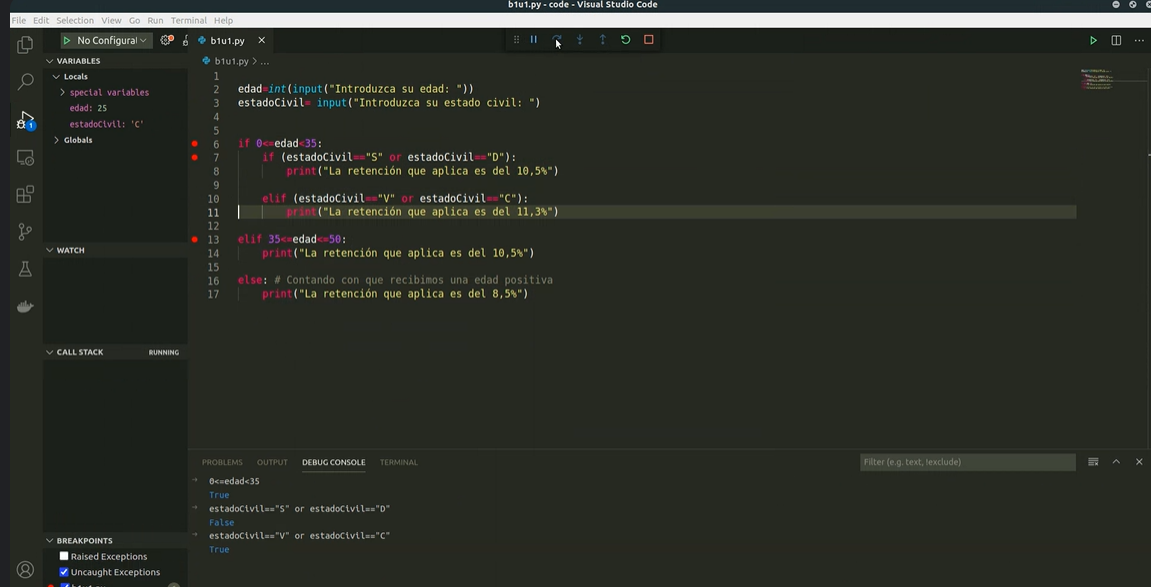 b1u1.py - code - Visual Studio Code
File Edit Selection View Go Run Terminal Help
No Configurat
b1u1.py
VARIABLES
Locals
special variables
edad: 25
estadoCivil: 'C'
Globals
WATCH
CALL STACK RUNNING
BREAKPOINTS
Raised Exceptions
Uncaught Exceptions
b1u1.py
1
b1u1.py > ...
1
2 edad=int(input("Introduzca su edad: "))
3 estadoCivil= input("Introduzca su estado civil: ")
4
5
6 if 0<=edad<35:
7 if (estadoCivil=="S" or estadoCivil=="D"):
8 print("La retención que aplica es del 10,5%")
9
10 elif (estadoCivil=="V" or estadoCivil=="C"):
11 print("La retención que aplica es del 11,3%")
12
13 elif 35<=edad<=50:
14 print("La retención que aplica es del 10,5%")
15
16 else: # Contando con que recibimos una edad positiva
17 print("La retención que aplica es del 8,5%")
PROBLEMS OUTPUT DEBUG CONSOLE TERMINAL
Filter (e.g. text, !exclude)
0<=edad<35
True
estadoCivil=="S" or estadoCivil=="D"
False
estadoCivil=="V" or estadoCivil=="C"
True